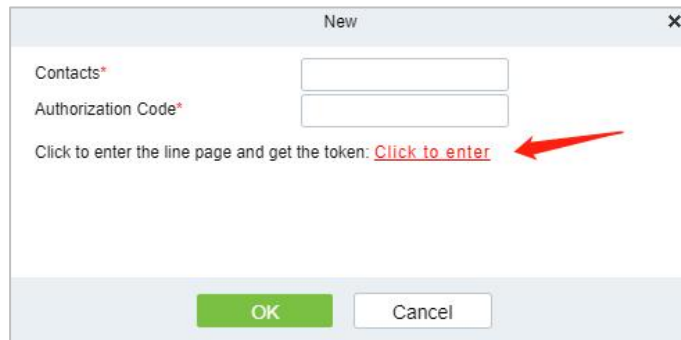 New
Contacts*
Authorization Code*
Click to enter the line page and get the token: Click to enter
OK
Cancel